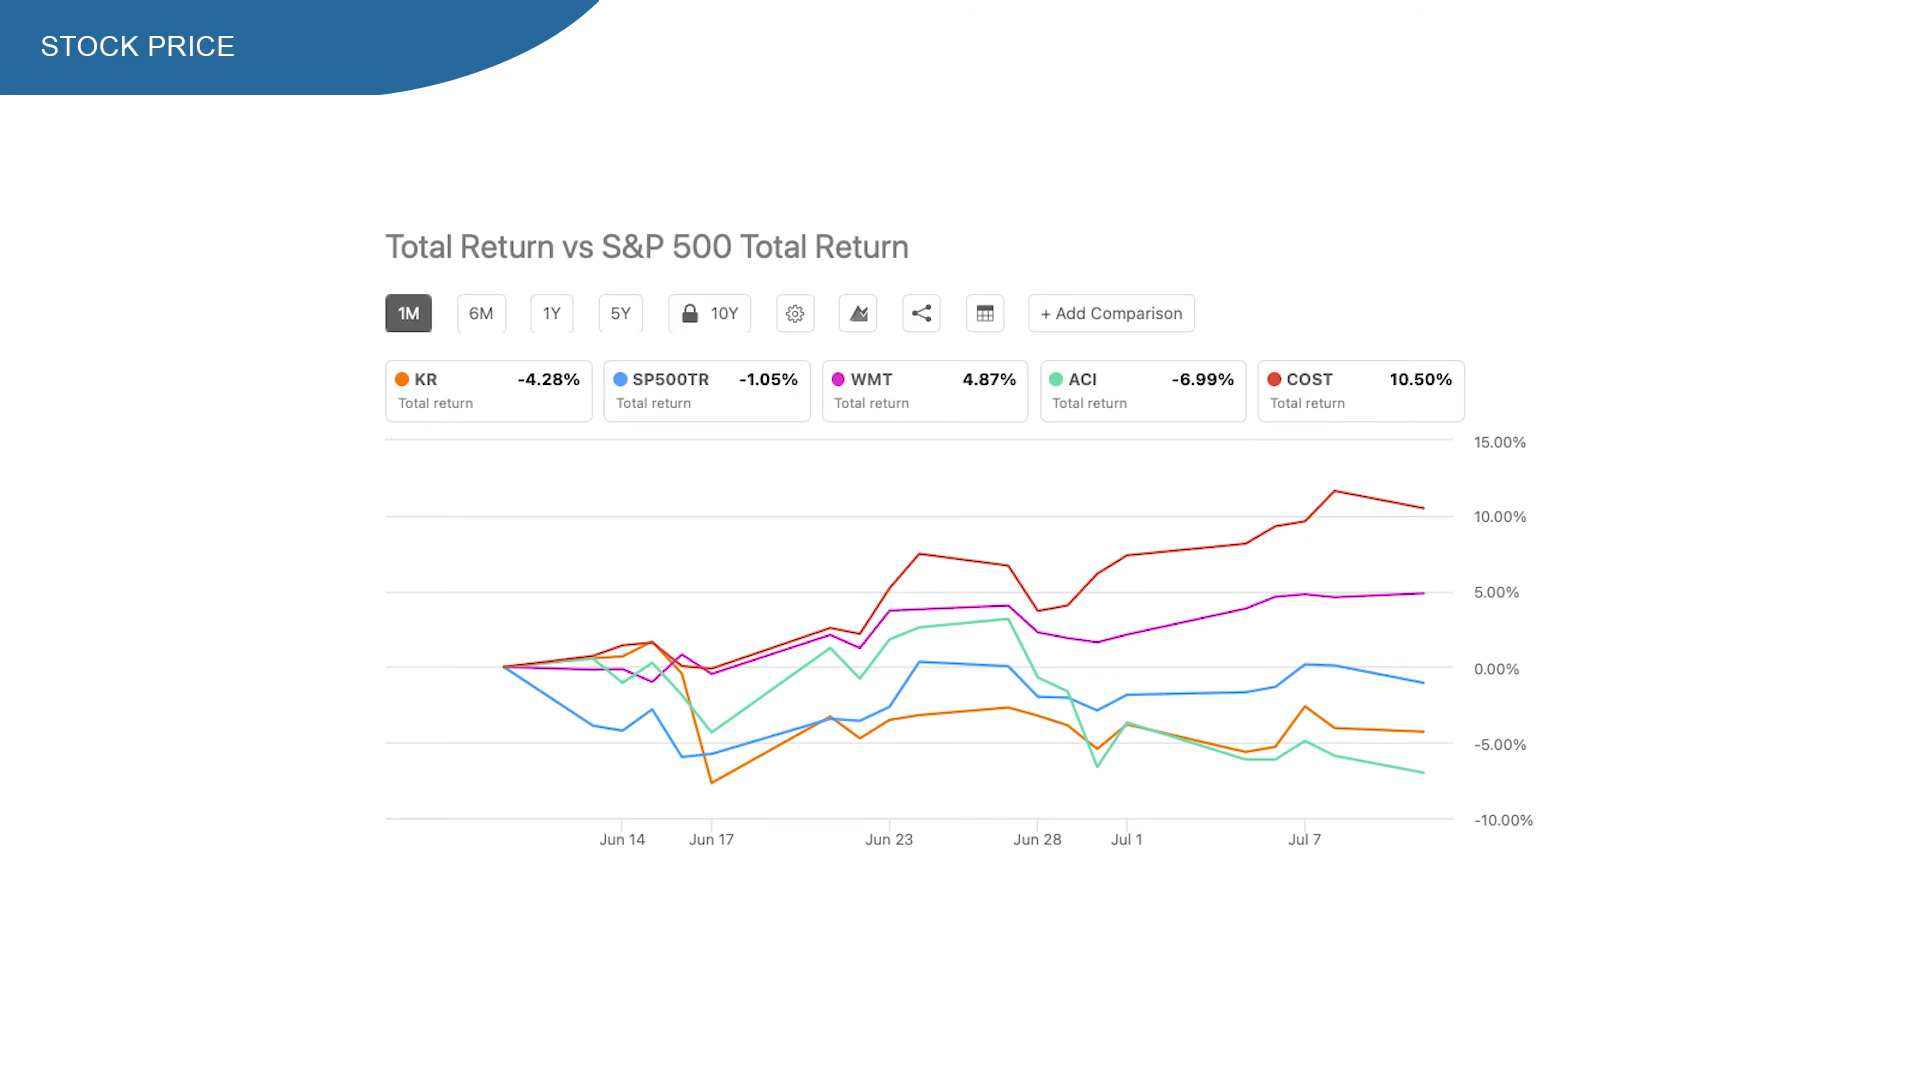 STOCK PRICE
Total Return vs S&P 500 Total Return
1M 6M 1Y 5Y 10Y + Add Comparison
KR -4.28% SP500TR -1.05% WMT 4.87% ACI -6.99% COST 10.50%
Total return Total return Total return Total return Total return
15.00%
10.00%
5.00%
0.00%
-5.00%
-10.00%
Jun 14 Jun 17 Jun 23 Jun 28 Jul 1 Jul 7